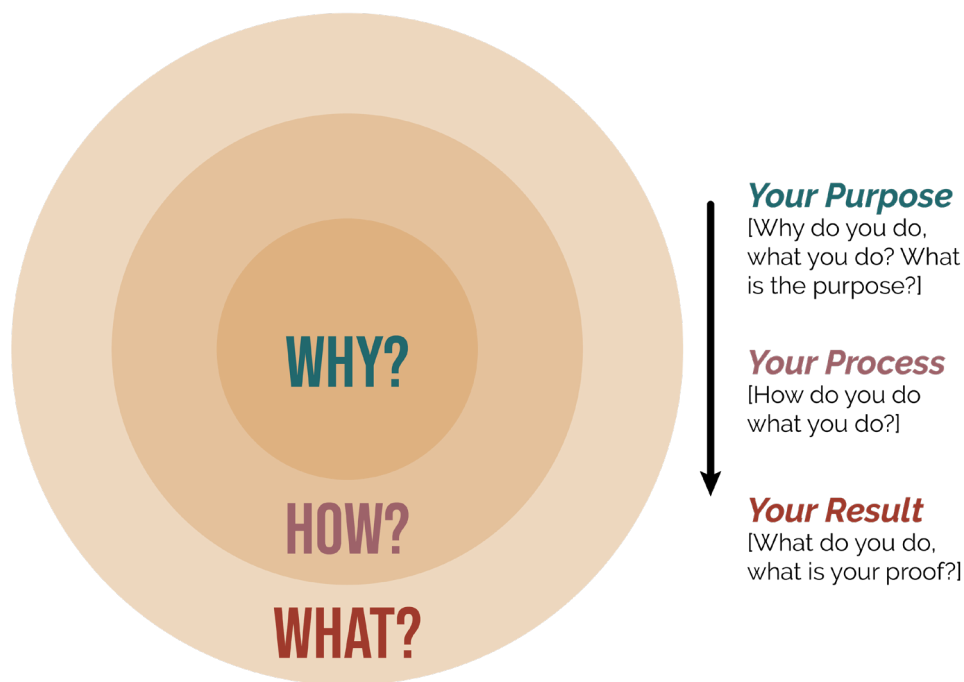 WHY?
HOW?
WHAT?
Your Purpose
[Why do you do,
what you do? What
is the purpose?]
Your Process
[How do you do
what you do?]
Your Result
[What do you do,
what is your proof?]